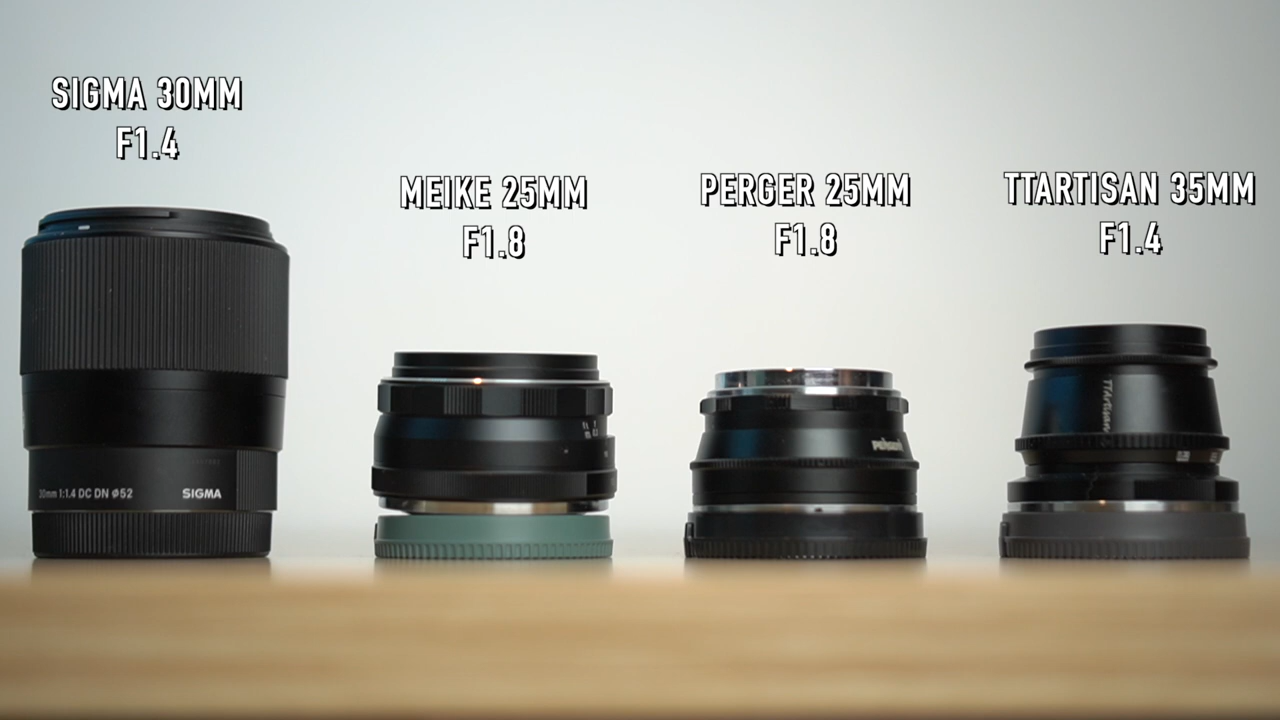 SIGMA 30MM
F1.4
MEIKE 25MM
F1.8
PERGER 25MM
F1.8
TTARTISAN 35MM
F1.4
30mm 1:1.4 DC DN ø52
SIGMA
TTArtisan